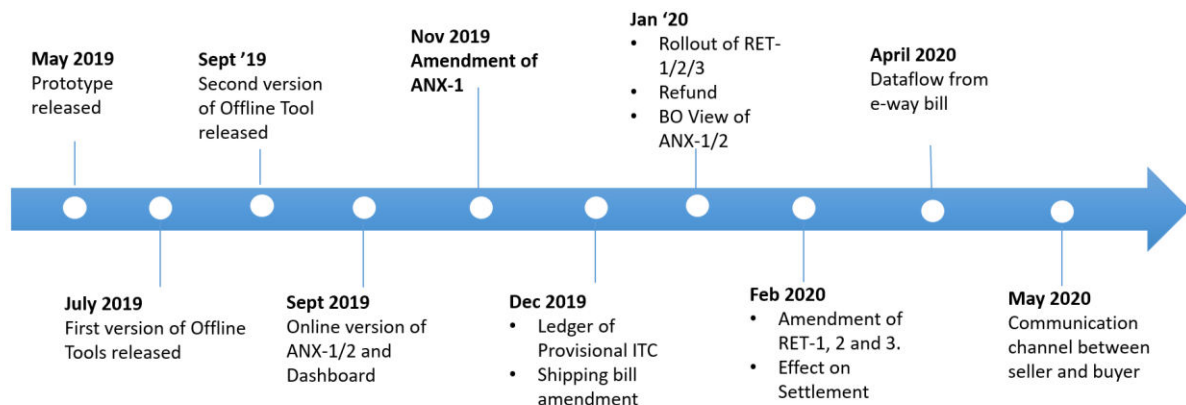 May 2019
Prototype
released
July 2019
First version of Offline
Tools released
Sept ’19
Second version
of Offline Tool
released
Sept 2019
Online version of
ANX-1/2 and
Dashboard
Nov 2019
Amendment of
ANX-1
Dec 2019
• Ledger of
Provisional ITC
• Shipping bill
amendment
Jan ‘20
• Rollout of RET-
1/2/3
• Refund
• BO View of
ANX-1/2
Feb 2020
• Amendment of
RET-1, 2 and 3.
• Effect on
Settlement
April 2020
Dataflow from
e-way bill
May 2020
Communication
channel between
seller and buyer